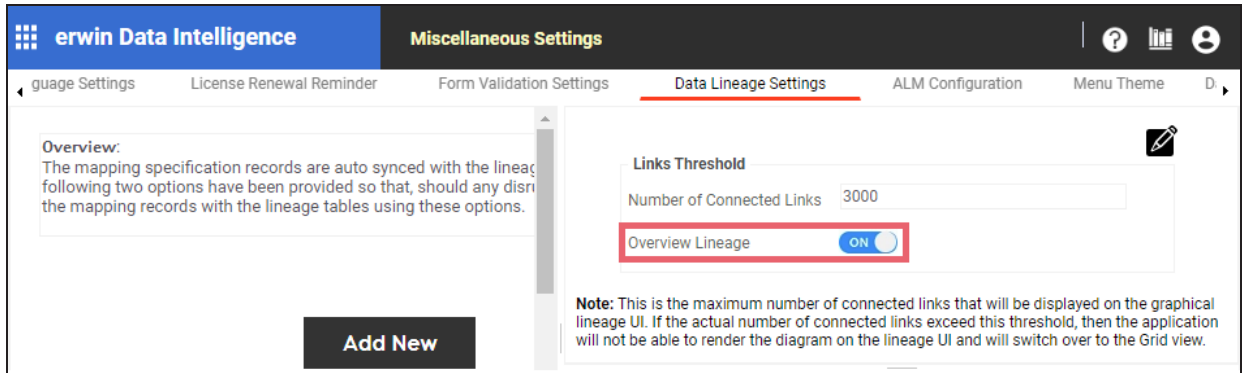 erwin Data Intelligence
Miscellaneous Settings
guage Settings
License Renewal Reminder
Form Validation Settings
Data Lineage Settings
ALM Configuration
Menu Theme
Overview:
The mapping specification records are auto synced with the lineag
following two options have been provided so that, should any disru
the mapping records with the lineage tables using these options.
Add New
Links Threshold
Number of Connected Links 3000
Overview Lineage ON
Note: This is the maximum number of connected links that will be displayed on the graphical
lineage UI. If the actual number of connected links exceed this threshold, then the application
will not be able to render the diagram on the lineage UI and will switch over to the Grid view.